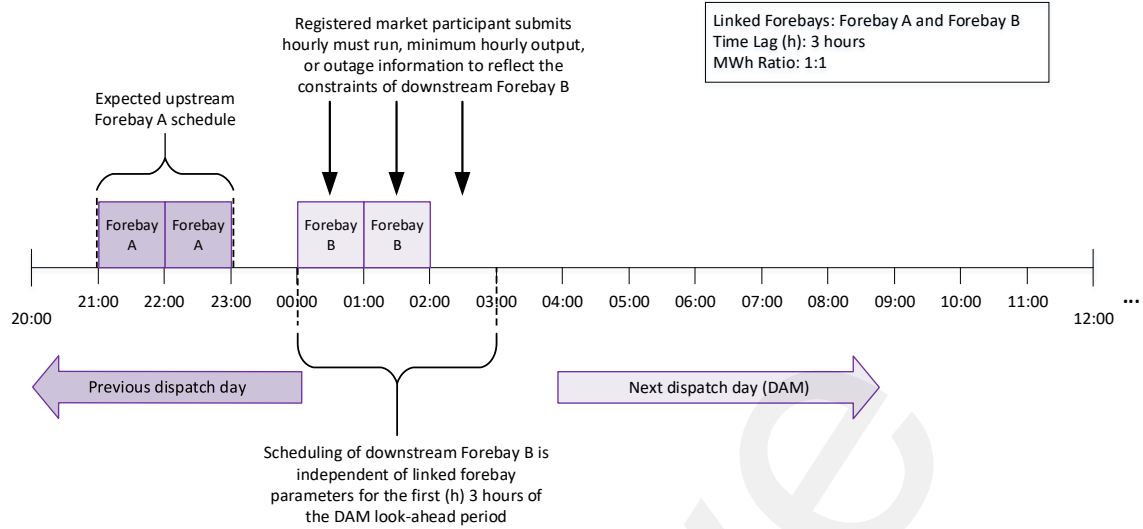 Registered market participant submits
hourly must run, minimum hourly output,
or outage information to reflect the
constraints of downstream Forebay B
Linked Forebays: Forebay A and Forebay B
Time Lag (h): 3 hours
MWh Ratio: 1:1
Expected upstream
Forebay A schedule
Forebay
A
Forebay
A
Forebay
B
Forebay
B
20:00
21:00
22:00
23:00
00:00
01:00
02:00
03:00
04:00
05:00
06:00
07:00
08:00
09:00
10:00
11:00
12:00
...
Previous dispatch day
Next dispatch day (DAM)
Scheduling of downstream Forebay B is
independent of linked forebay
parameters for the first (h) 3 hours of
the DAM look-ahead period